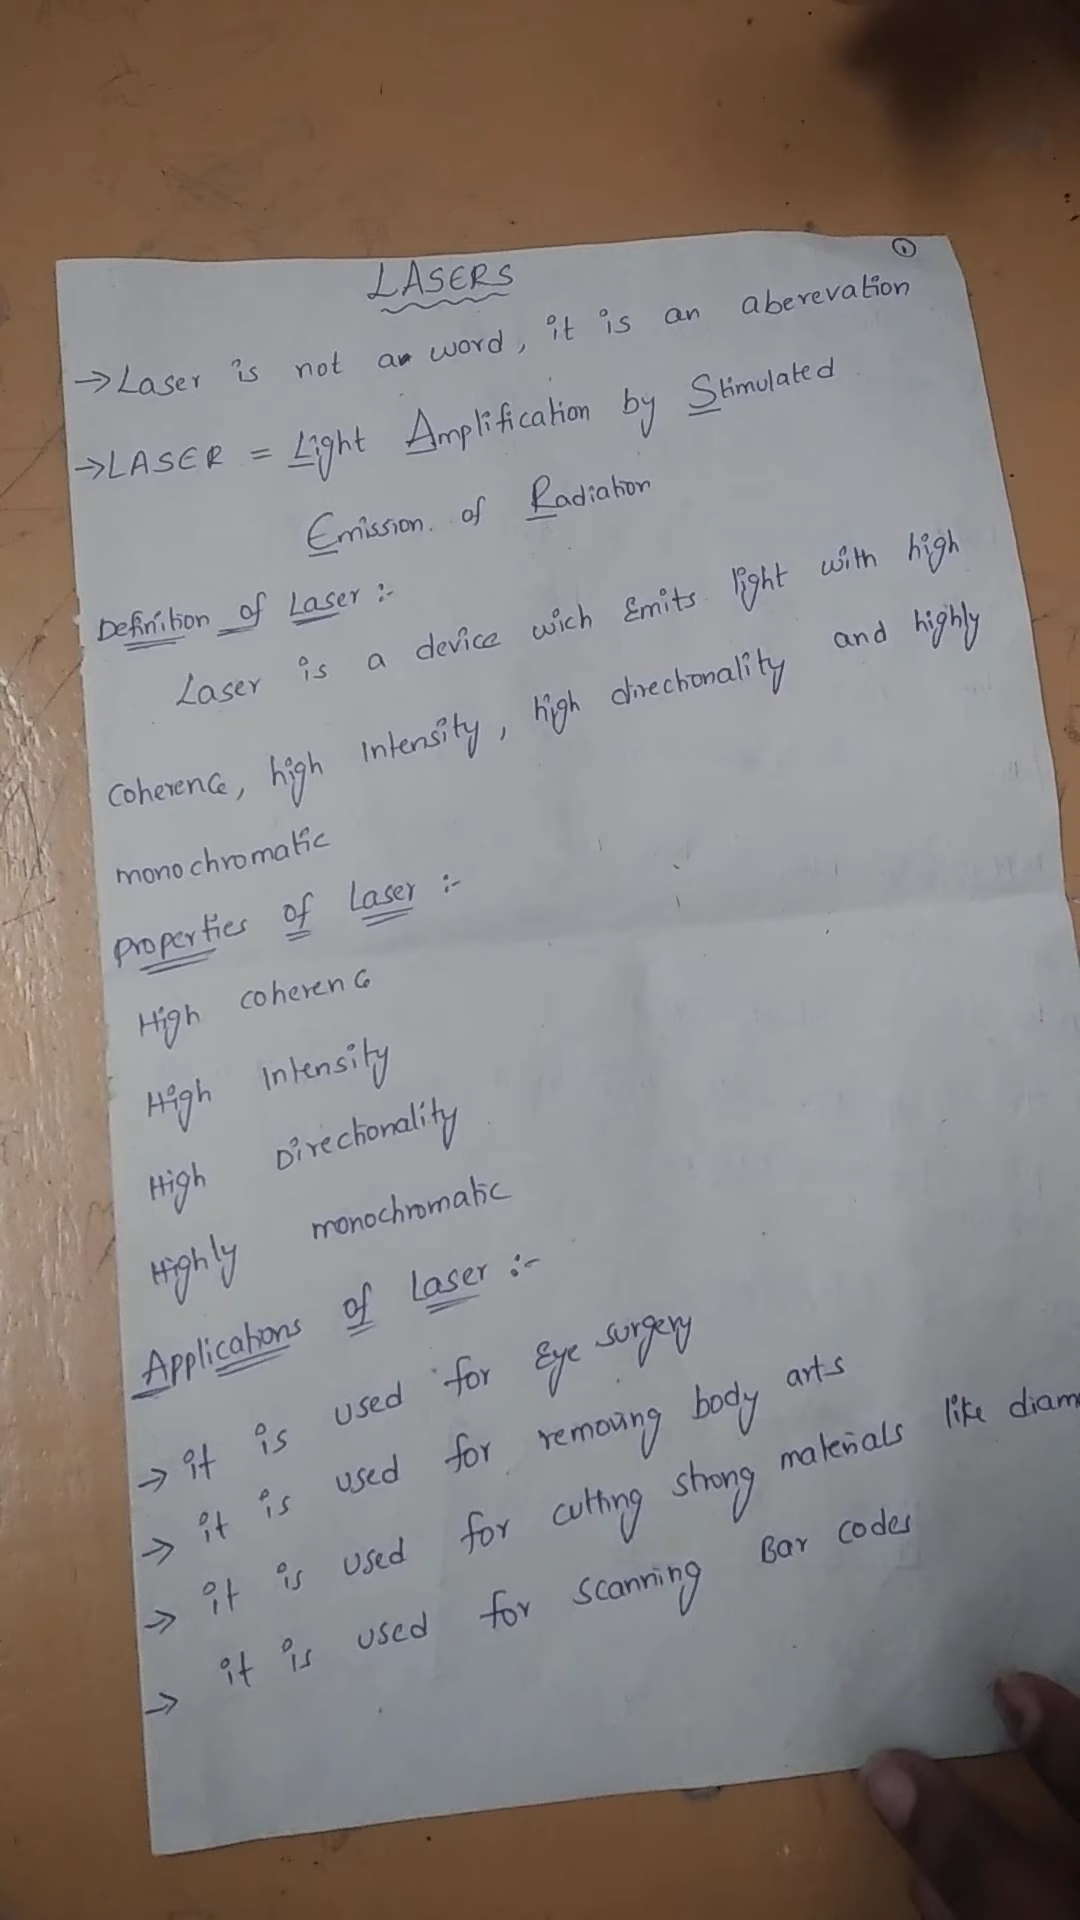 ①
LASERS
→Laser is not a word, it is an aberevation
→LASER = Light Amplification by Stimulated
Emission. of Radiation
Definition of Laser :-
Laser is a device wich Emits light with high
coherence, high Intensity, high directionality and highly
monochromatic
properties of Laser :-
High coherence
High Intensity
High Directionality
Highly monochromatic
Applications of Laser :-
→ it is used for Eye surgery
→ it is used for removing body arts
→ it is used for cutting strong materials like diam
→ it is used for scanning Bar codes